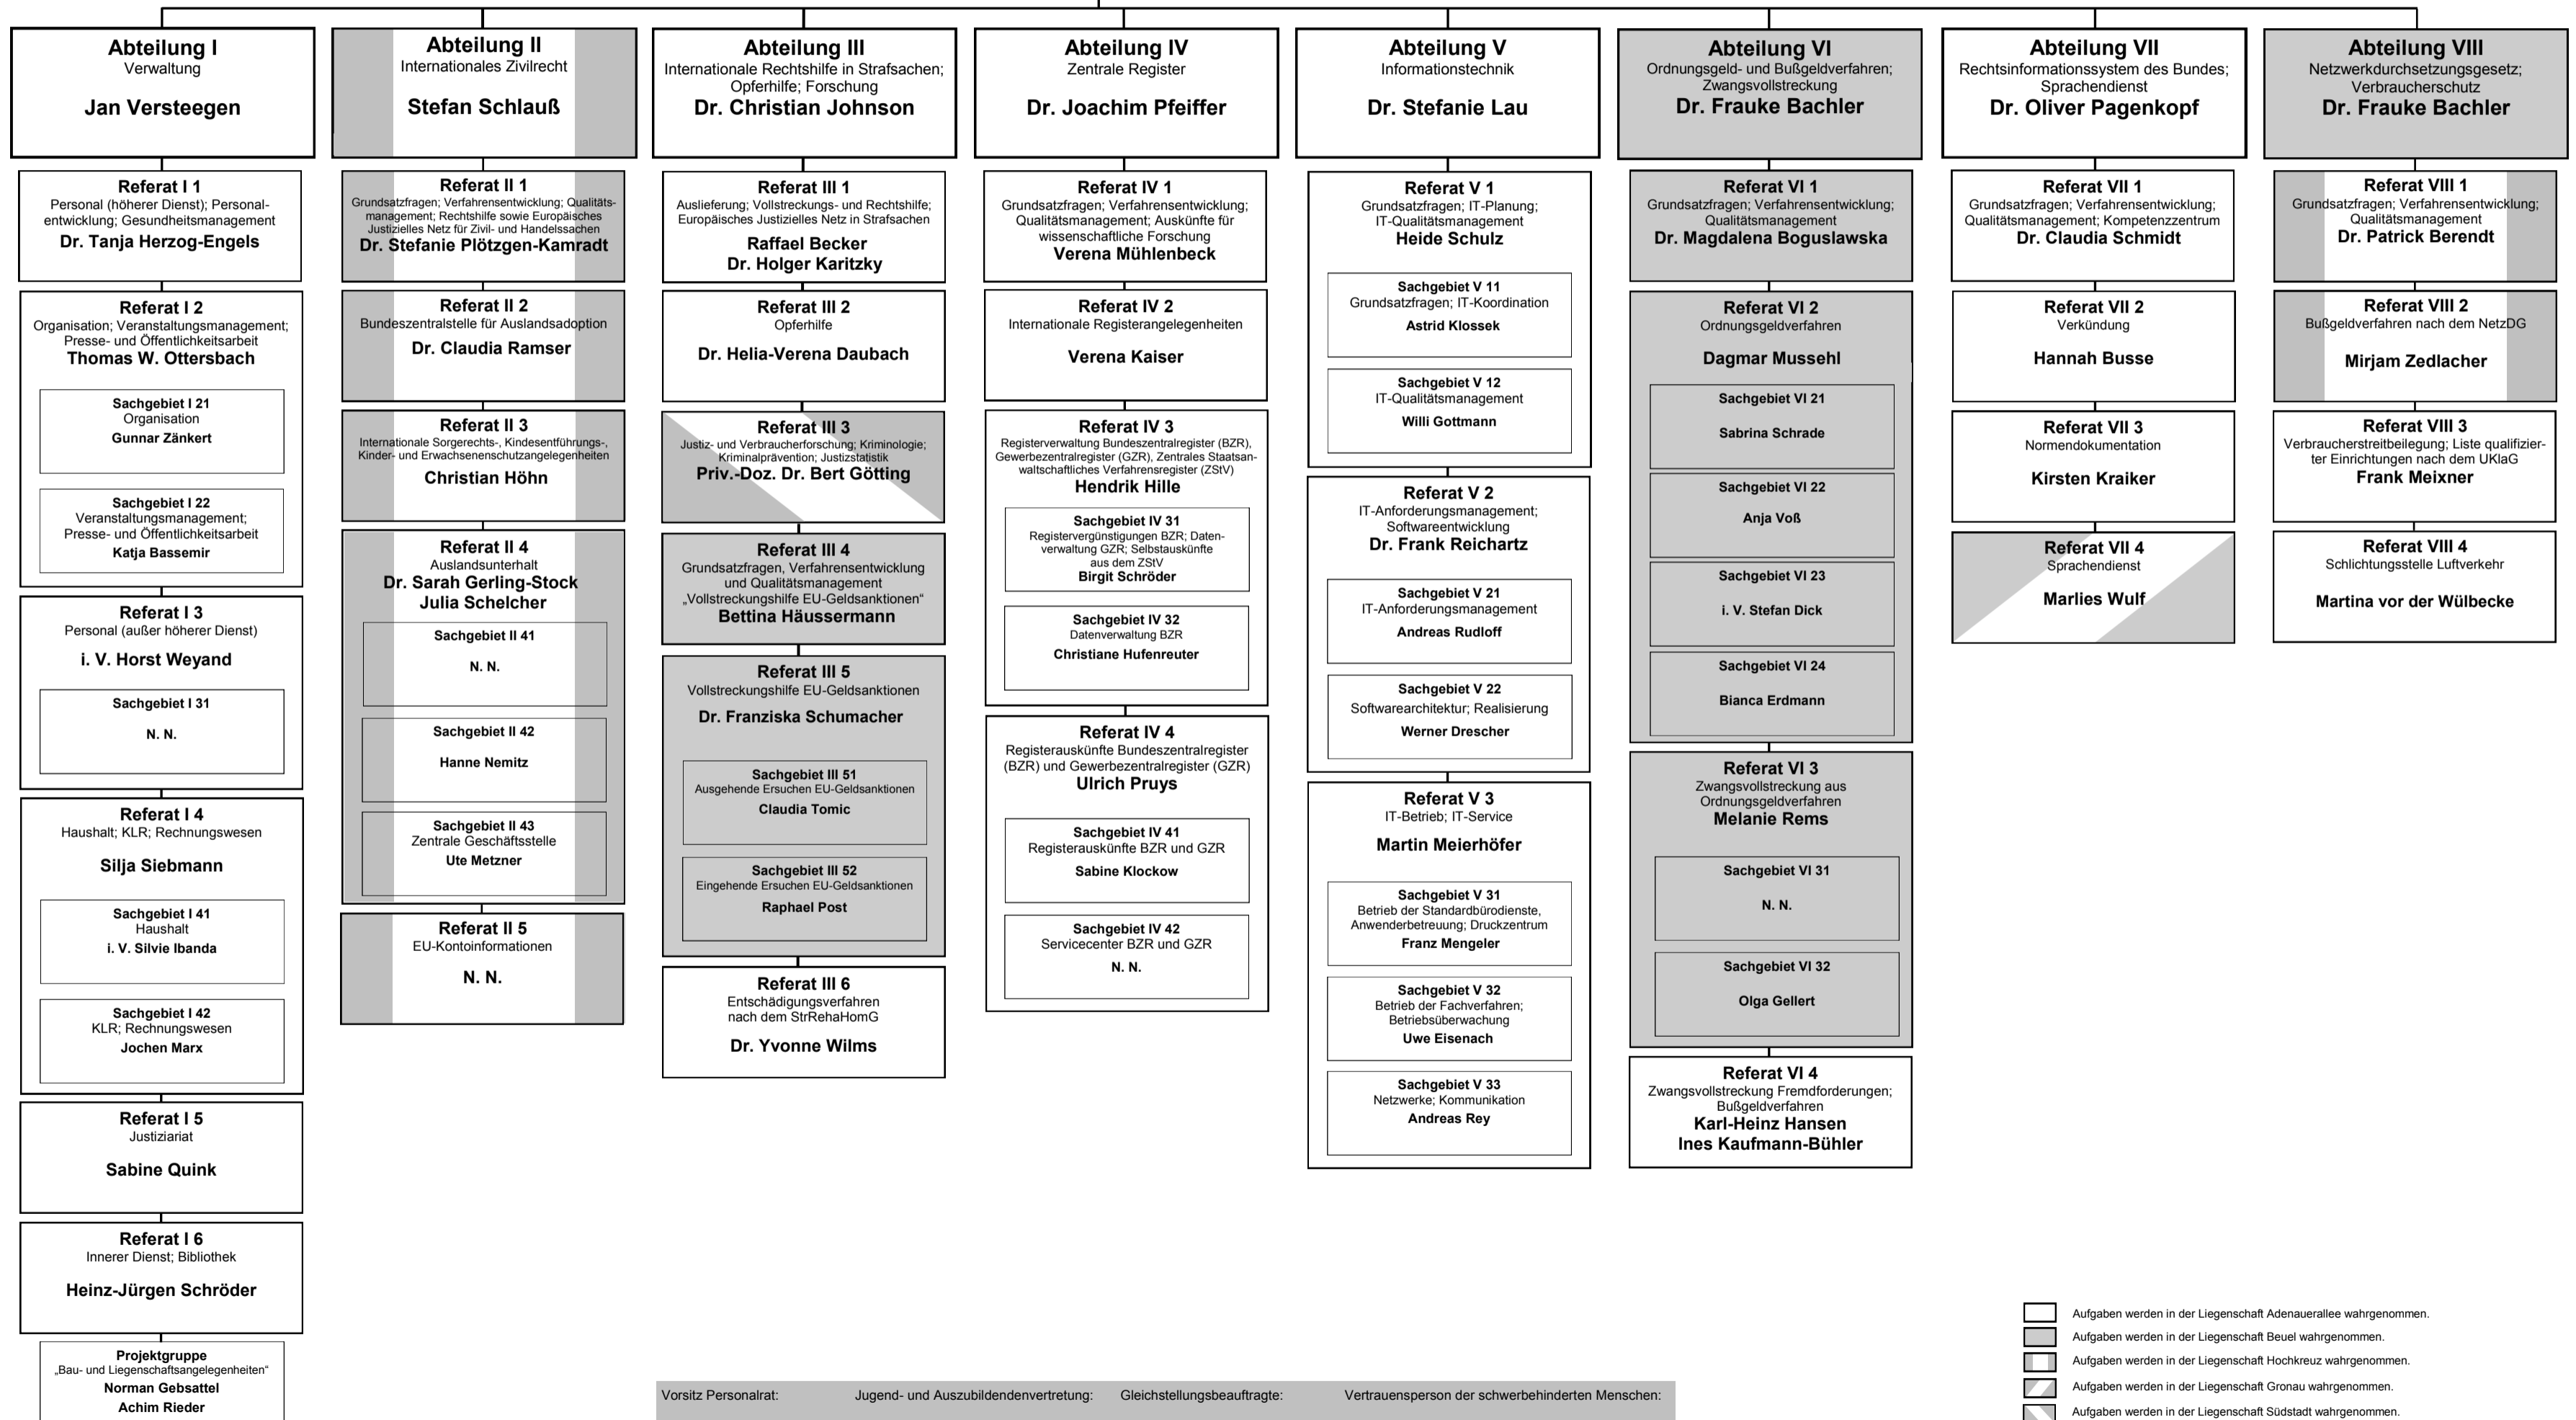 Abteilung I
Verwaltung
Jan Versteegen
Referat I 1
Personal (höherer Dienst); Personal-
entwicklung; Gesundheitsmanagement
Dr. Tanja Herzog-Engels
Referat I 2
Organisation; Veranstaltungsmanagement;
Presse- und Öffentlichkeitsarbeit
Thomas W. Ottersbach
Sachgebiet I 21
Organisation
Gunnar Zänkert
Sachgebiet I 22
Veranstaltungsmanagement;
Presse- und Öffentlichkeitsarbeit
Katja Bassemir
Referat I 3
Personal (außer höherer Dienst)
i. V. Horst Weyand
Sachgebiet I 31
N. N.
Referat I 4
Haushalt; KLR; Rechnungswesen
Silja Siebmann
Sachgebiet I 41
Haushalt
i. V. Silvie Ibanda
Sachgebiet I 42
KLR; Rechnungswesen
Jochen Marx
Referat I 5
Justiziariat
Sabine Quink
Referat I 6
Innerer Dienst; Bibliothek
Heinz-Jürgen Schröder
Projektgruppe
„Bau- und Liegenschaftsangelegenheiten“
Norman Gebsattel
Achim Rieder
Abteilung II
Internationales Zivilrecht
Stefan Schlauß
Referat II 1
Grundsatzfragen; Verfahrensentwicklung; Qualitäts-
management; Rechtshilfe sowie Europäisches
Justizielles Netz für Zivil- und Handelssachen
Dr. Stefanie Plötzgen-Kamradt
Referat II 2
Bundeszentralstelle für Auslandsadoption
Dr. Claudia Ramser
Referat II 3
Internationale Sorgerechts-, Kindesentführungs-,
Kinder- und Erwachsenenschutzangelegenheiten
Christian Höhn
Referat II 4
Auslandsunterhalt
Dr. Sarah Gerling-Stock
Julia Schelcher
Sachgebiet II 41
N. N.
Sachgebiet II 42
Hanne Nemitz
Sachgebiet II 43
Zentrale Geschäftsstelle
Ute Metzner
Referat II 5
EU-Kontoinformationen
N. N.
Abteilung III
Internationale Rechtshilfe in Strafsachen;
Opferhilfe; Forschung
Dr. Christian Johnson
Referat III 1
Auslieferung; Vollstreckungs- und Rechtshilfe;
Europäisches Justizielles Netz in Strafsachen
Raffael Becker
Dr. Holger Karitzky
Referat III 2
Opferhilfe
Dr. Helia-Verena Daubach
Referat III 3
Justiz- und Verbraucherforschung; Kriminologie;
Kriminalprävention; Justizstatistik
Priv.-Doz. Dr. Bert Götting
Referat III 4
Grundsatzfragen, Verfahrensentwicklung
und Qualitätsmanagement
„Vollstreckungshilfe EU-Geldsanktionen“
Bettina Häussermann
Referat III 5
Vollstreckungshilfe EU-Geldsanktionen
Dr. Franziska Schumacher
Sachgebiet III 51
Ausgehende Ersuchen EU-Geldsanktionen
Claudia Tomic
Sachgebiet III 52
Eingehende Ersuchen EU-Geldsanktionen
Raphael Post
Referat III 6
Entschädigungsverfahren
nach dem StrRehaHomG
Dr. Yvonne Wilms
Abteilung IV
Zentrale Register
Dr. Joachim Pfeiffer
Referat IV 1
Grundsatzfragen; Verfahrensentwicklung;
Qualitätsmanagement; Auskünfte für
wissenschaftliche Forschung
Verena Mühlenbeck
Referat IV 2
Internationale Registerangelegenheiten
Verena Kaiser
Referat IV 3
Registerverwaltung Bundeszentralregister (BZR),
Gewerbezentralregister (GZR), Zentrales Staatsan-
waltschaftliches Verfahrensregister (ZStV)
Hendrik Hille
Sachgebiet IV 31
Registervergünstigungen BZR; Daten-
verwaltung GZR; Selbstauskünfte
aus dem ZStV
Birgit Schröder
Sachgebiet IV 32
Datenverwaltung BZR
Christiane Hufenreuter
Referat IV 4
Registerauskünfte Bundeszentralregister
(BZR) und Gewerbezentralregister (GZR)
Ulrich Pruys
Sachgebiet IV 41
Registerauskünfte BZR und GZR
Sabine Klockow
Sachgebiet IV 42
Servicecenter BZR und GZR
N. N.
Abteilung V
Informationstechnik
Dr. Stefanie Lau
Referat V 1
Grundsatzfragen; IT-Planung;
IT-Qualitätsmanagement
Heide Schulz
Sachgebiet V 11
Grundsatzfragen; IT-Koordination
Astrid Klossek
Sachgebiet V 12
IT-Qualitätsmanagement
Willi Gottmann
Referat V 2
IT-Anforderungsmanagement;
Softwareentwicklung
Dr. Frank Reichartz
Sachgebiet V 21
IT-Anforderungsmanagement
Andreas Rudloff
Sachgebiet V 22
Softwarearchitektur; Realisierung
Werner Drescher
Referat V 3
IT-Betrieb; IT-Service
Martin Meierhöfer
Sachgebiet V 31
Betrieb der Standardbürodienste,
Anwenderbetreuung; Druckzentrum
Franz Mengeler
Sachgebiet V 32
Betrieb der Fachverfahren;
Betriebsüberwachung
Uwe Eisenach
Sachgebiet V 33
Netzwerke; Kommunikation
Andreas Rey
Abteilung VI
Ordnungsgeld- und Bußgeldverfahren;
Zwangsvollstreckung
Dr. Frauke Bachler
Referat VI 1
Grundsatzfragen; Verfahrensentwicklung;
Qualitätsmanagement
Dr. Magdalena Boguslawska
Referat VI 2
Ordnungsgeldverfahren
Dagmar Mussehl
Sachgebiet VI 21
Sabrina Schrade
Sachgebiet VI 22
Anja Voß
Sachgebiet VI 23
i. V. Stefan Dick
Sachgebiet VI 24
Bianca Erdmann
Referat VI 3
Zwangsvollstreckung aus
Ordnungsgeldverfahren
Melanie Rems
Sachgebiet VI 31
N. N.
Sachgebiet VI 32
Olga Gellert
Referat VI 4
Zwangsvollstreckung Fremdforderungen;
Bußgeldverfahren
Karl-Heinz Hansen
Ines Kaufmann-Bühler
Abteilung VII
Rechtsinformationssystem des Bundes;
Sprachendienst
Dr. Oliver Pagenkopf
Referat VII 1
Grundsatzfragen; Verfahrensentwicklung;
Qualitätsmanagement; Kompetenzzentrum
Dr. Claudia Schmidt
Referat VII 2
Verkündung
Hannah Busse
Referat VII 3
Normendokumentation
Kirsten Kraiker
Referat VII 4
Sprachendienst
Marlies Wulf
Abteilung VIII
Netzwerkdurchsetzungsgesetz;
Verbraucherschutz
Dr. Frauke Bachler
Referat VIII 1
Grundsatzfragen; Verfahrensentwicklung;
Qualitätsmanagement
Dr. Patrick Berendt
Referat VIII 2
Bußgeldverfahren nach dem NetzDG
Mirjam Zedlacher
Referat VIII 3
Verbraucherstreitbeilegung; Liste qualifizier-
ter Einrichtungen nach dem UKlaG
Frank Meixner
Referat VIII 4
Schlichtungsstelle Luftverkehr
Martina vor der Wülbecke
Vorsitz Personalrat: Jugend- und Auszubildendenvertretung: Gleichstellungsbeauftragte: Vertrauensperson der schwerbehinderten Menschen:
Aufgaben werden in der Liegenschaft Adenauerallee wahrgenommen.
Aufgaben werden in der Liegenschaft Beuel wahrgenommen.
Aufgaben werden in der Liegenschaft Hochkreuz wahrgenommen.
Aufgaben werden in der Liegenschaft Gronau wahrgenommen.
Aufgaben werden in der Liegenschaft Südstadt wahrgenommen.